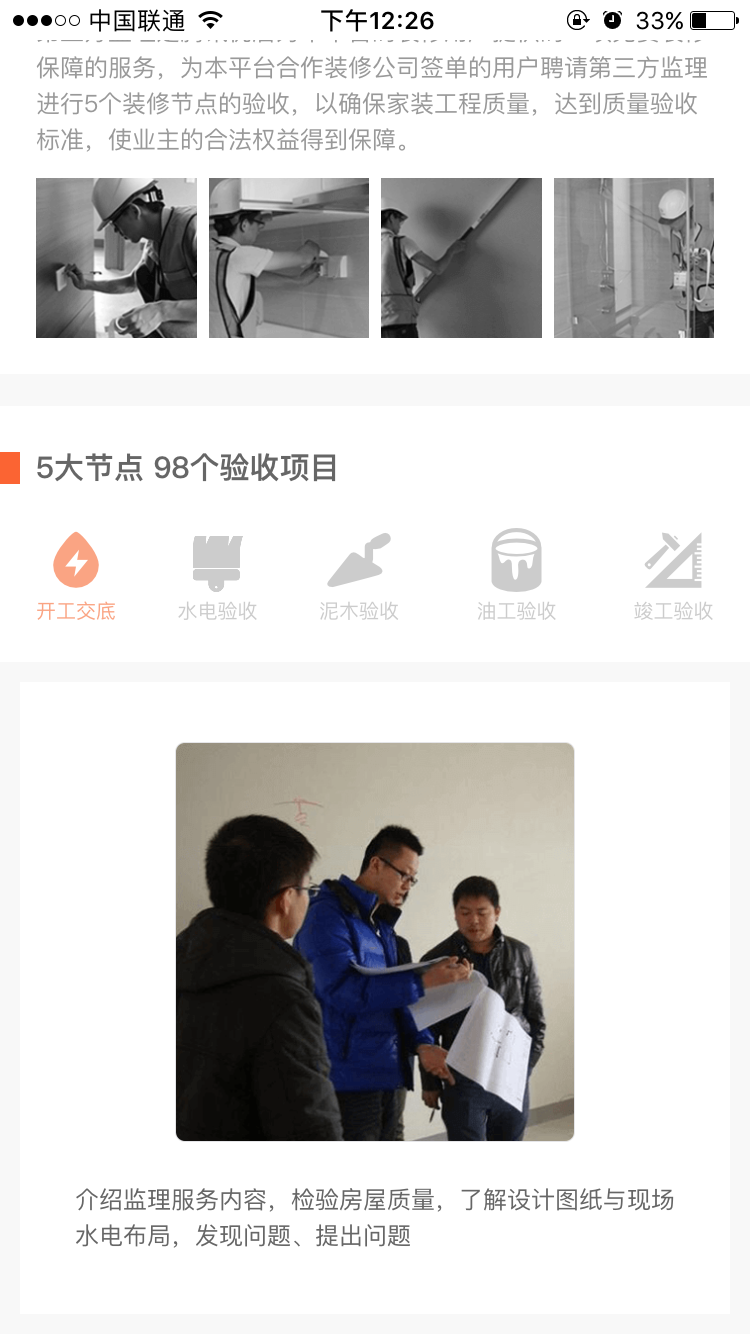 中国联通
下午12:26
33%
保障的服务，为本平台合作装修公司签单的用户聘请第三方监理
进行5个装修节点的验收，以确保家装工程质量，达到质量验收
标准，使业主的合法权益得到保障。
5大节点 98个验收项目
开工交底
水电验收
泥木验收
油工验收
竣工验收
介绍监理服务内容，检验房屋质量，了解设计图纸与现场
水电布局，发现问题、提出问题